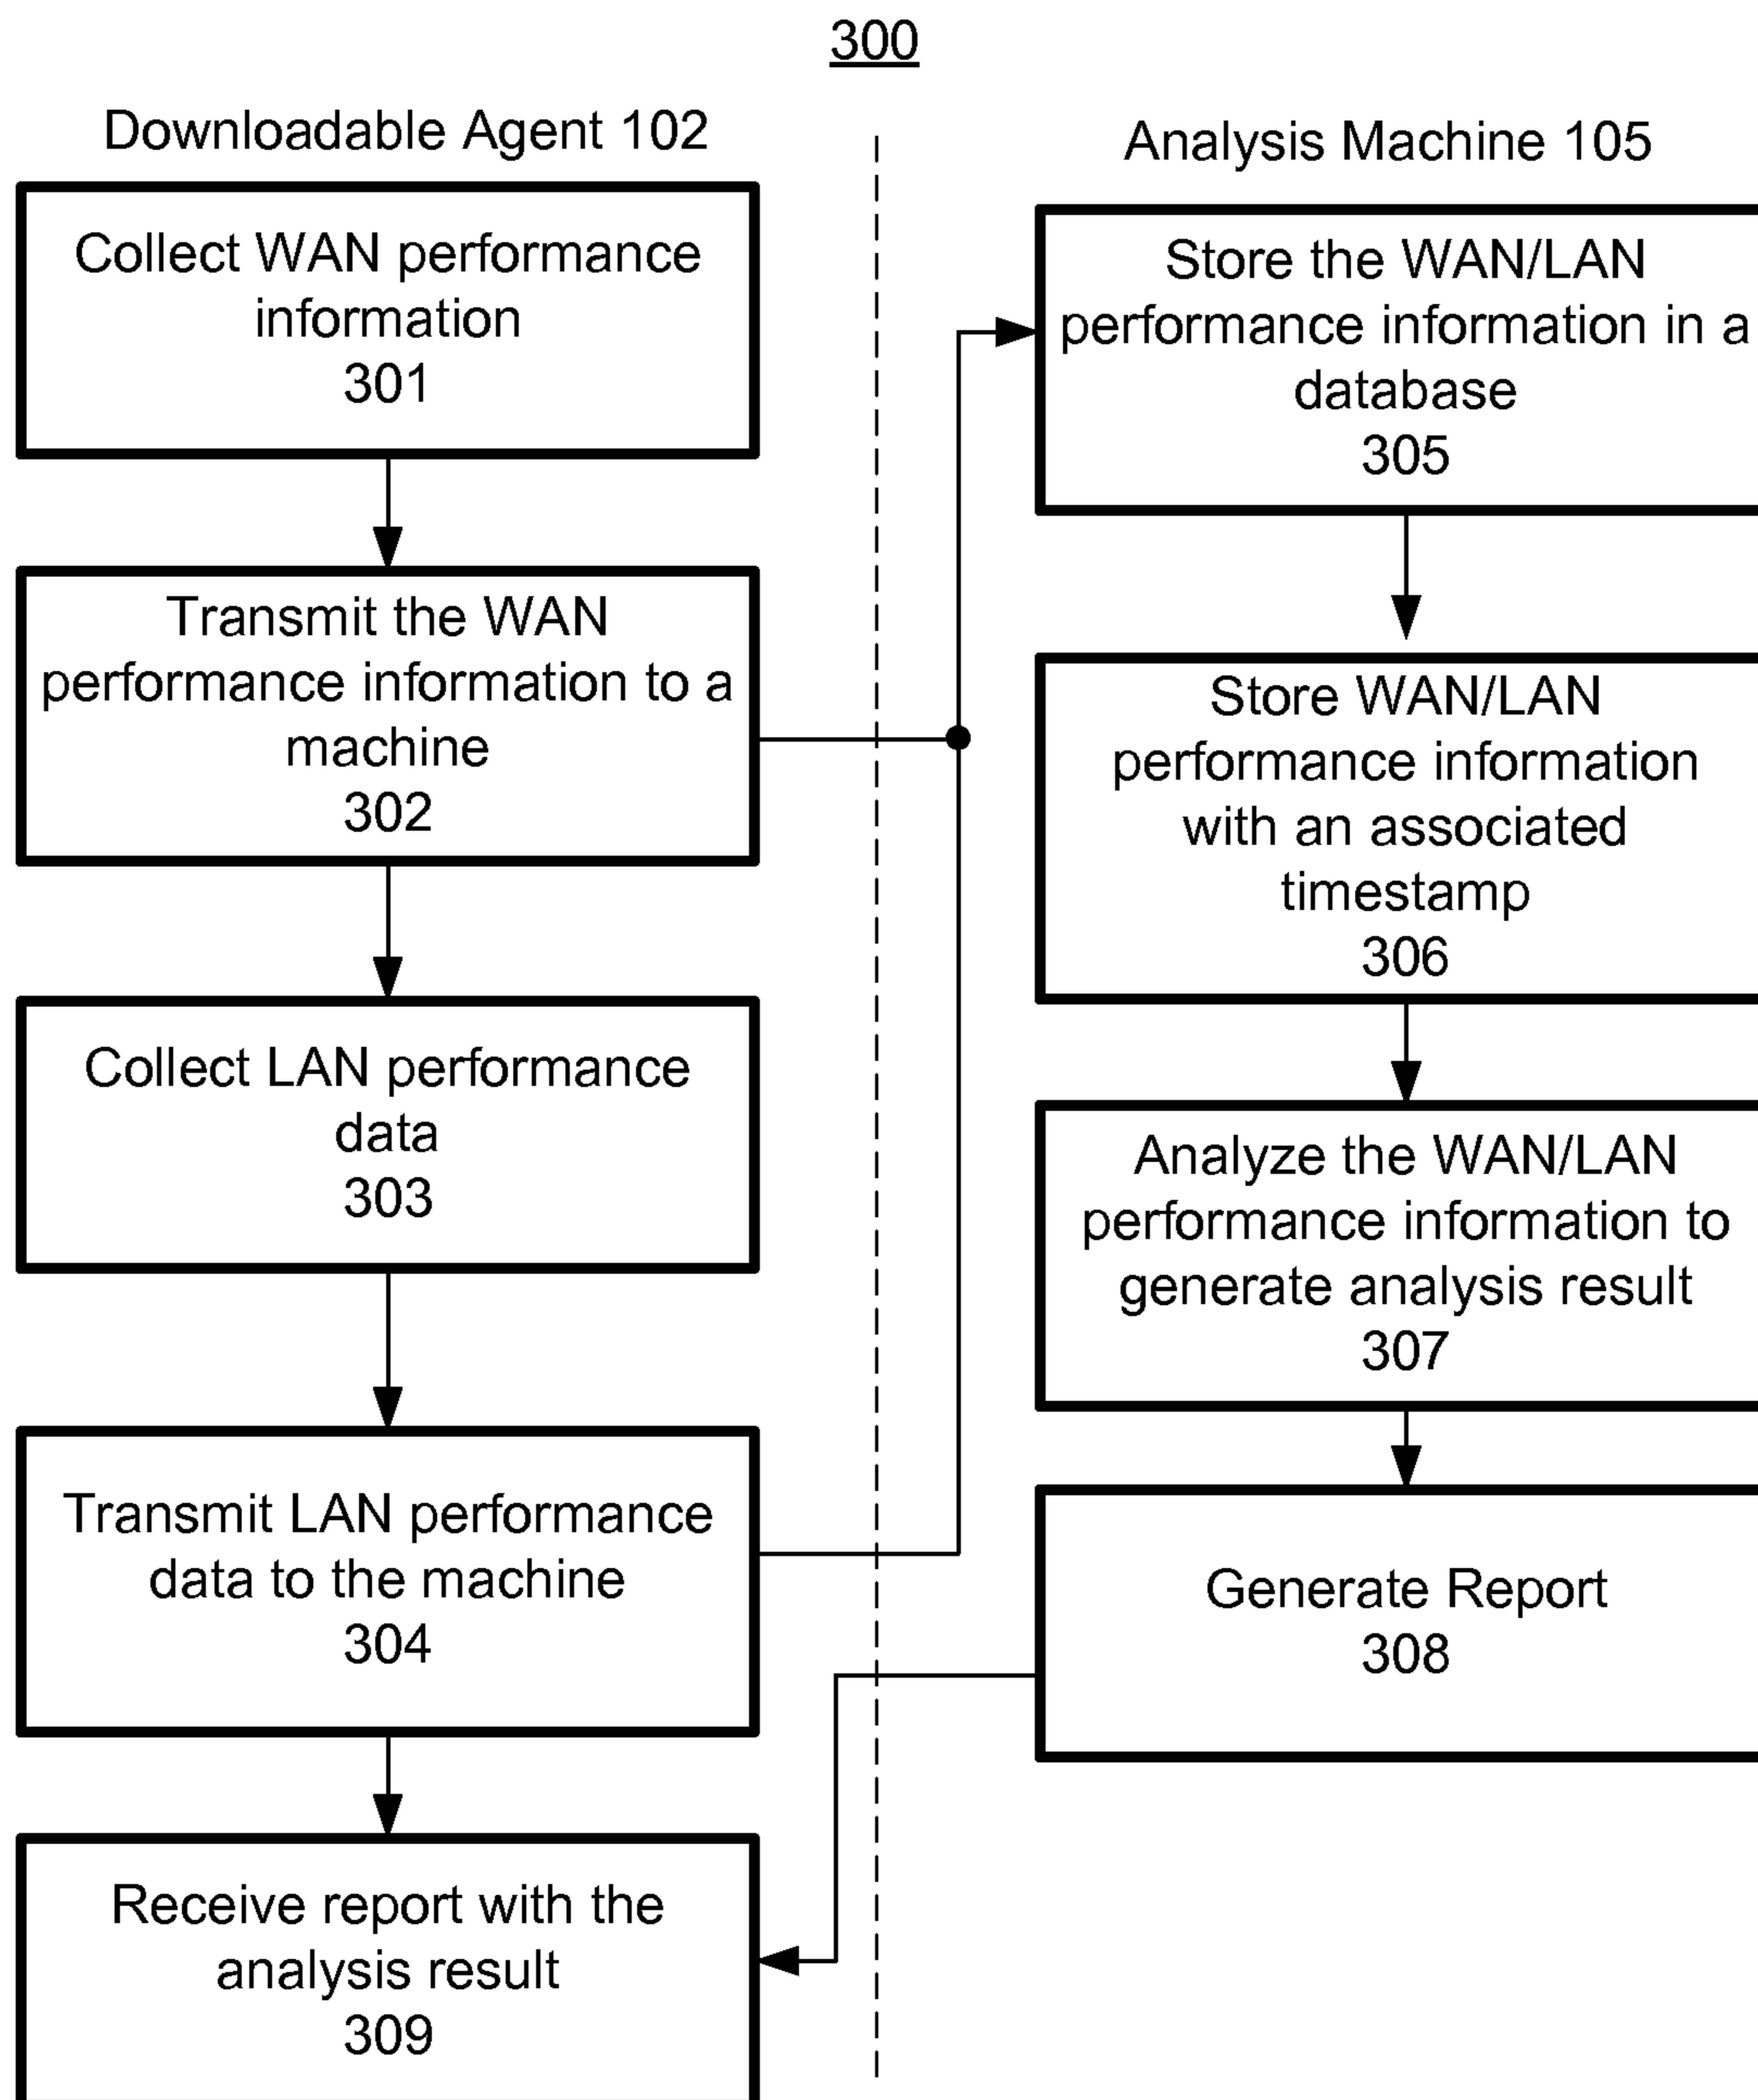 300
Downloadable Agent 102
Collect WAN performance
information
301
Transmit the WAN
performance information to a
machine
302
Collect LAN performance
data
303
Transmit LAN performance
data to the machine
304
Receive report with the
analysis result
309
Analysis Machine 105
Store the WAN/LAN
performance information in a
database
305
Store WAN/LAN
performance information
with an associated
timestamp
306
Analyze the WAN/LAN
performance information to
generate analysis result
307
Generate Report
308